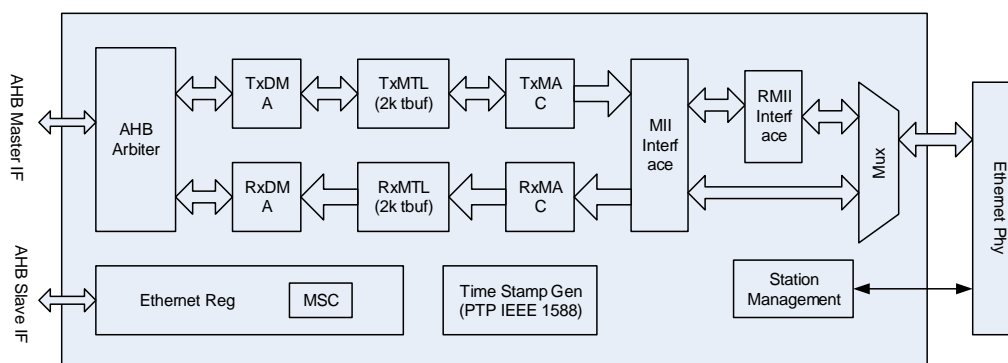 AHB Master IF
AHB Slave IF
AHB
Arbiter
TxDM
A
TxMTL
(2k tbuf)
TxMA
C
RxDM
A
RxMTL
(2k tbuf)
RxMA
C
MII
Interf
ace
RMII
Interf
ace
Mux
Ethernet Phy
Ethernet Reg
MSC
Time Stamp Gen
(PTP IEEE 1588)
Station
Management